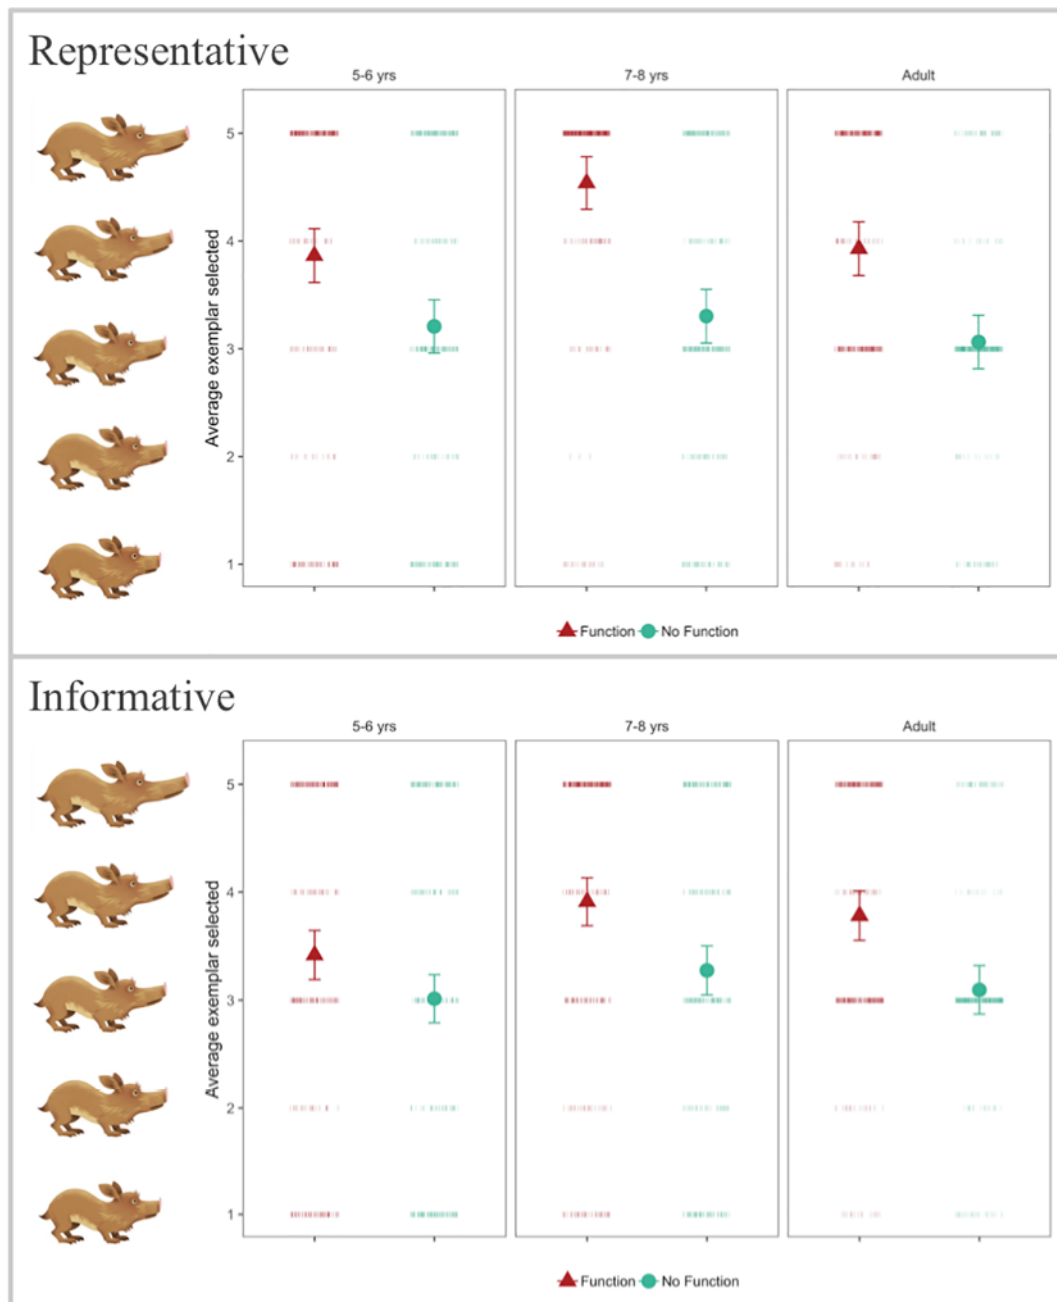 Representative
5-6 yrs 7-8 yrs Adult
Average exemplar selected
5
4
3
2
1
Function No Function
Informative
5-6 yrs 7-8 yrs Adult
Average exemplar selected
5
4
3
2
1
Function No Function